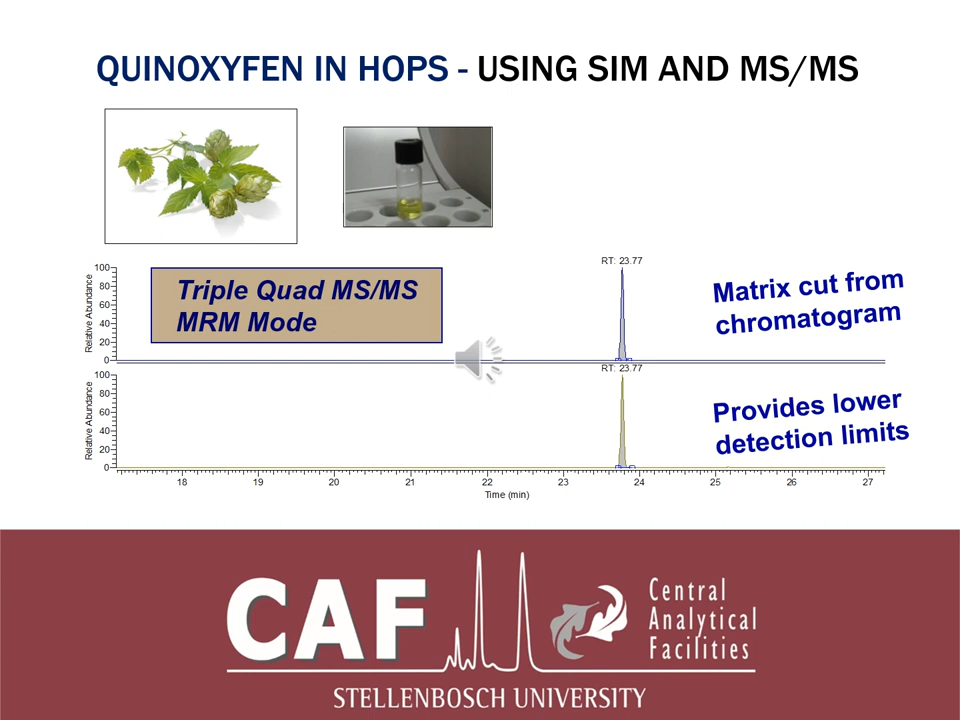 QUINOXYFEN IN HOPS - USING SIM AND MS/MS
RT: 23.77
Triple Quad MS/MS
MRM Mode
Matrix cut from
chromatogram
100
80
60
40
20
0
Relative Abundance
RT: 23.77
Provides lower
detection limits
100
80
60
40
20
0
Relative Abundance
18 19 20 21 22 23 24 25 26 27
Time (min)
CAF
Central
Analytical
Facilities
STELLENBOSCH UNIVERSITY